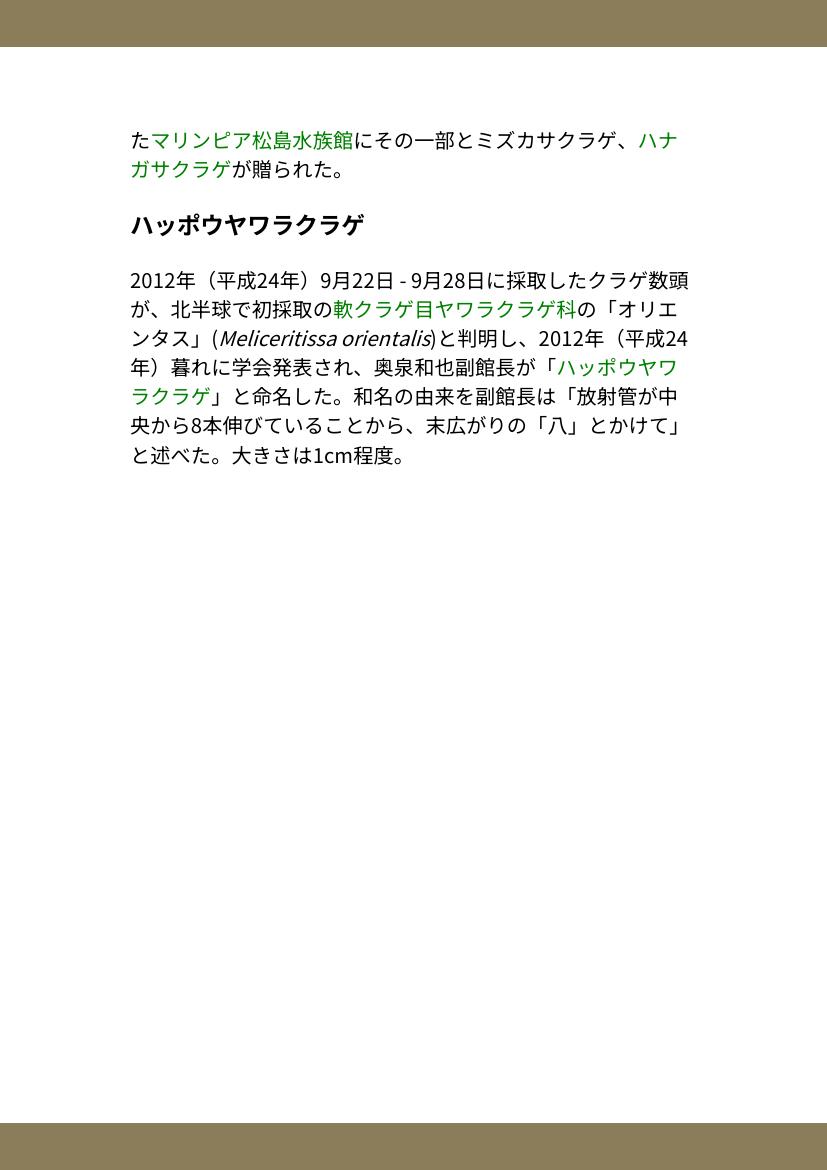 たマリンピア松島水族館にその一部とミズカサクラゲ、ハナ
ガサクラゲが贈られた。
ハッポウヤワラクラゲ
2012年（平成24年）9月22日 - 9月28日に採取したクラゲ数頭
が、北半球で初採取の軟クラゲ目ヤワラクラゲ科の「オリエ
ンタス」(Meliceritissa orientalis)と判明し、2012年（平成24
年）暮れに学会発表され、奥泉和也副館長が「ハッポウヤワ
ラクラゲ」と命名した。和名の由来を副館長は「放射管が中
央から8本伸びていることから、末広がりの「八」とかけて」
と述べた。大きさは1cm程度。